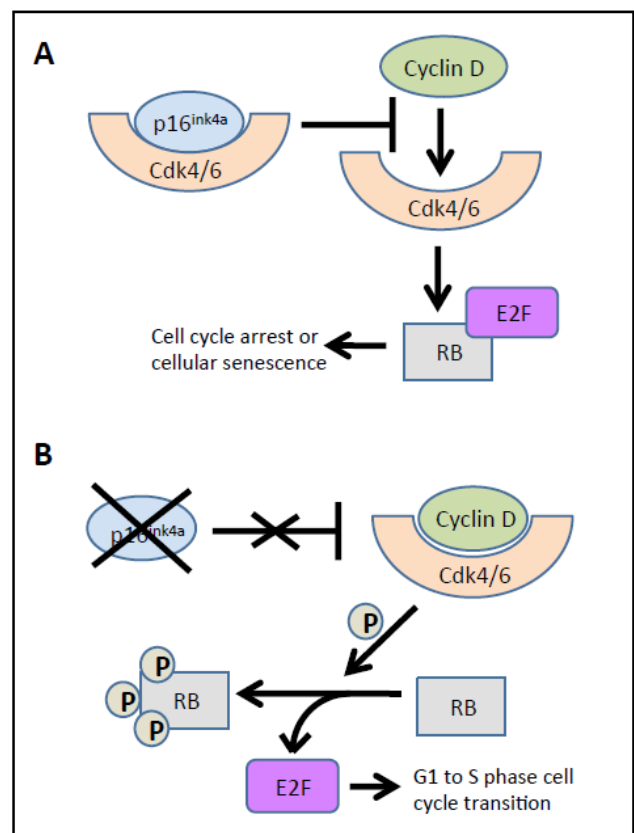 A
Cyclin D
p16ink4a
Cdk4/6
Cdk4/6
E2F
RB
Cell cycle arrest or
cellular senescence
B
p16ink4a
Cyclin D
Cdk4/6
P
P
RB
P
P
RB
E2F
G1 to S phase cell
cycle transition